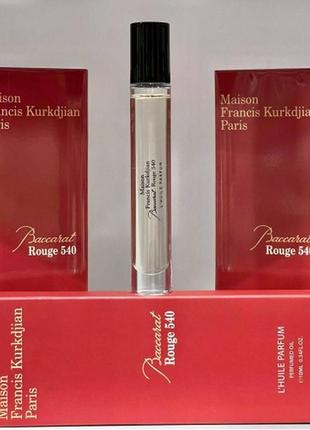 Maison
Francis Kurkdjian
Paris
Baccarat
Rouge 540
Maison
Francis Kurkdjian
Baccarat
Rouge 540
L'HUILE PARFUM
Maison
Francis Kurkdjian
Paris
Baccarat
Rouge 540
Maison
Francis Kurkdjian
Paris
Baccarat
Rouge 540
L'HUILE PARFUM
PERFUMED OIL